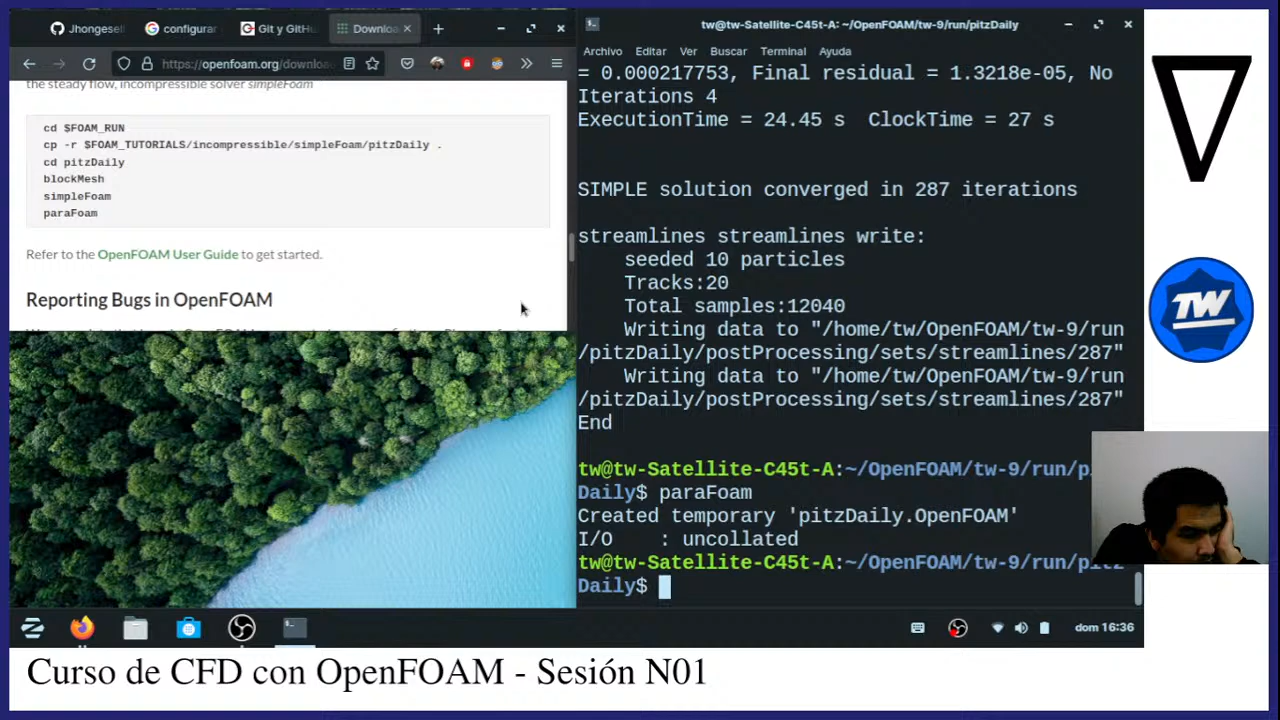 Jhongesell
configurar
Git y GitHu
Downloa
https://openfoam.org/downloa
the steady flow, incompressible solver simpleFoam
cd $FOAM_RUN
cp -r $FOAM_TUTORIALS/incompressible/simpleFoam/pitzDaily .
cd pitzDaily
blockMesh
simpleFoam
paraFoam
Refer to the OpenFOAM User Guide to get started.
Reporting Bugs in OpenFOAM
tw@tw-Satellite-C45t-A: ~/OpenFOAM/tw-9/run/pitzDaily
Archivo Editar Ver Buscar Terminal Ayuda
= 0.000217753, Final residual = 1.3218e-05, No
Iterations 4
ExecutionTime = 24.45 s  ClockTime = 27 s
SIMPLE solution converged in 287 iterations
streamlines streamlines write:
seeded 10 particles
Tracks:20
Total samples:12040
Writing data to "/home/tw/OpenFOAM/tw-9/run
/pitzDaily/postProcessing/sets/streamlines/287"
Writing data to "/home/tw/OpenFOAM/tw-9/run
/pitzDaily/postProcessing/sets/streamlines/287"
End
tw@tw-Satellite-C45t-A:~/OpenFOAM/tw-9/run/pi
Daily$ paraFoam
Created temporary 'pitzDaily.OpenFOAM'
I/O    : uncollated
tw@tw-Satellite-C45t-A:~/OpenFOAM/tw-9/run/pitz
Daily$
TW
dom 16:36
Curso de CFD con OpenFOAM - Sesión N01